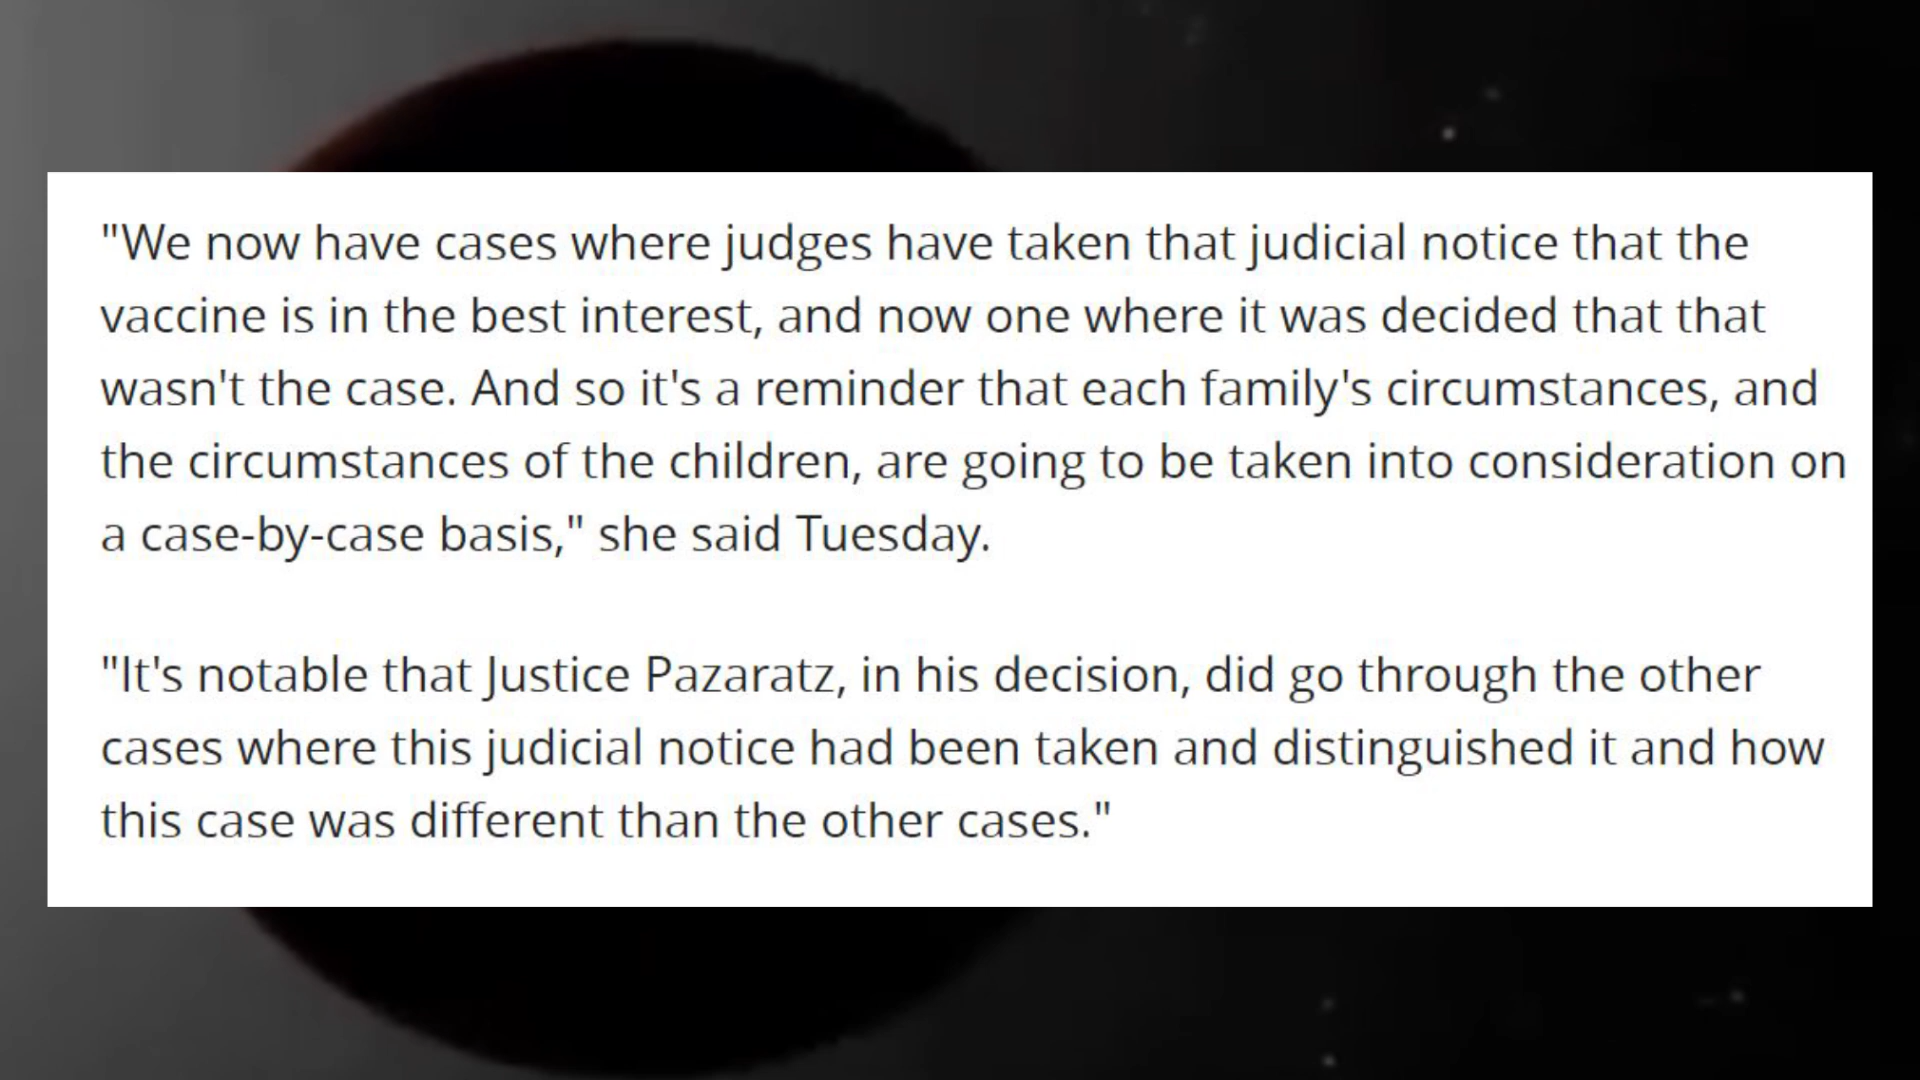 "We now have cases where judges have taken that judicial notice that the
vaccine is in the best interest, and now one where it was decided that that
wasn't the case. And so it's a reminder that each family's circumstances, and
the circumstances of the children, are going to be taken into consideration on
a case-by-case basis," she said Tuesday.
"It's notable that Justice Pazaratz, in his decision, did go through the other
cases where this judicial notice had been taken and distinguished it and how
this case was different than the other cases."